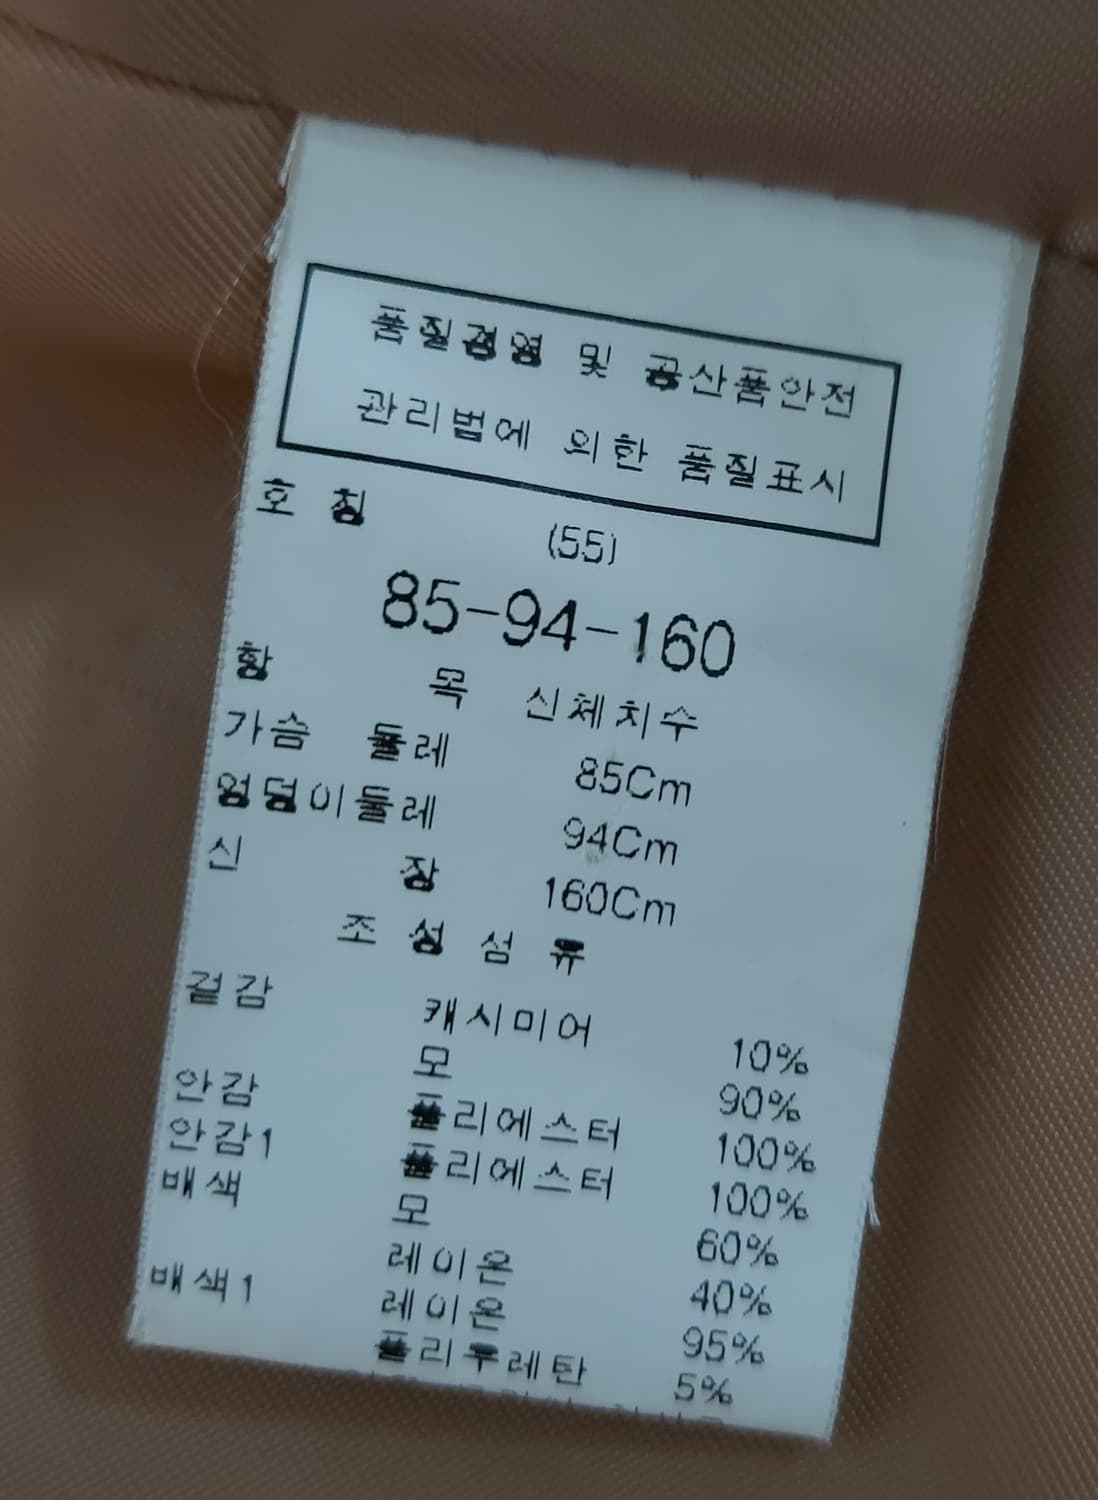 품질경영 및 공산품안전
관리법에 의한 품질표시
호 칭
(55)
85-94-160
항 목 신체치수
가슴 둘레 85Cm
엉덩이둘레 94Cm
신 장 160Cm
조 성 섬 유
겉감 캐시미어 10%
모 90%
안감 폴리에스터 100%
안감1 폴리에스터 100%
배색 모 60%
레이온 40%
배색1 레이온 95%
폴리우레탄 5%